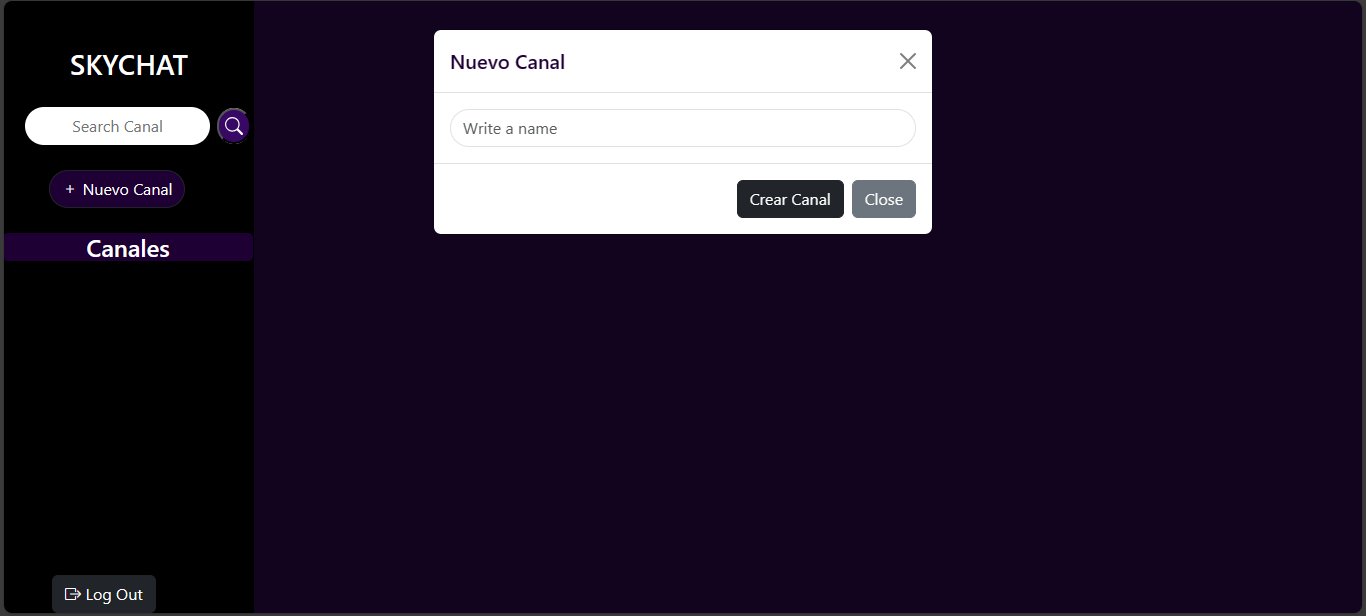 SKYCHAT
Search Canal
+ Nuevo Canal
Canales
Log Out
Nuevo Canal
Write a name
Crear Canal
Close